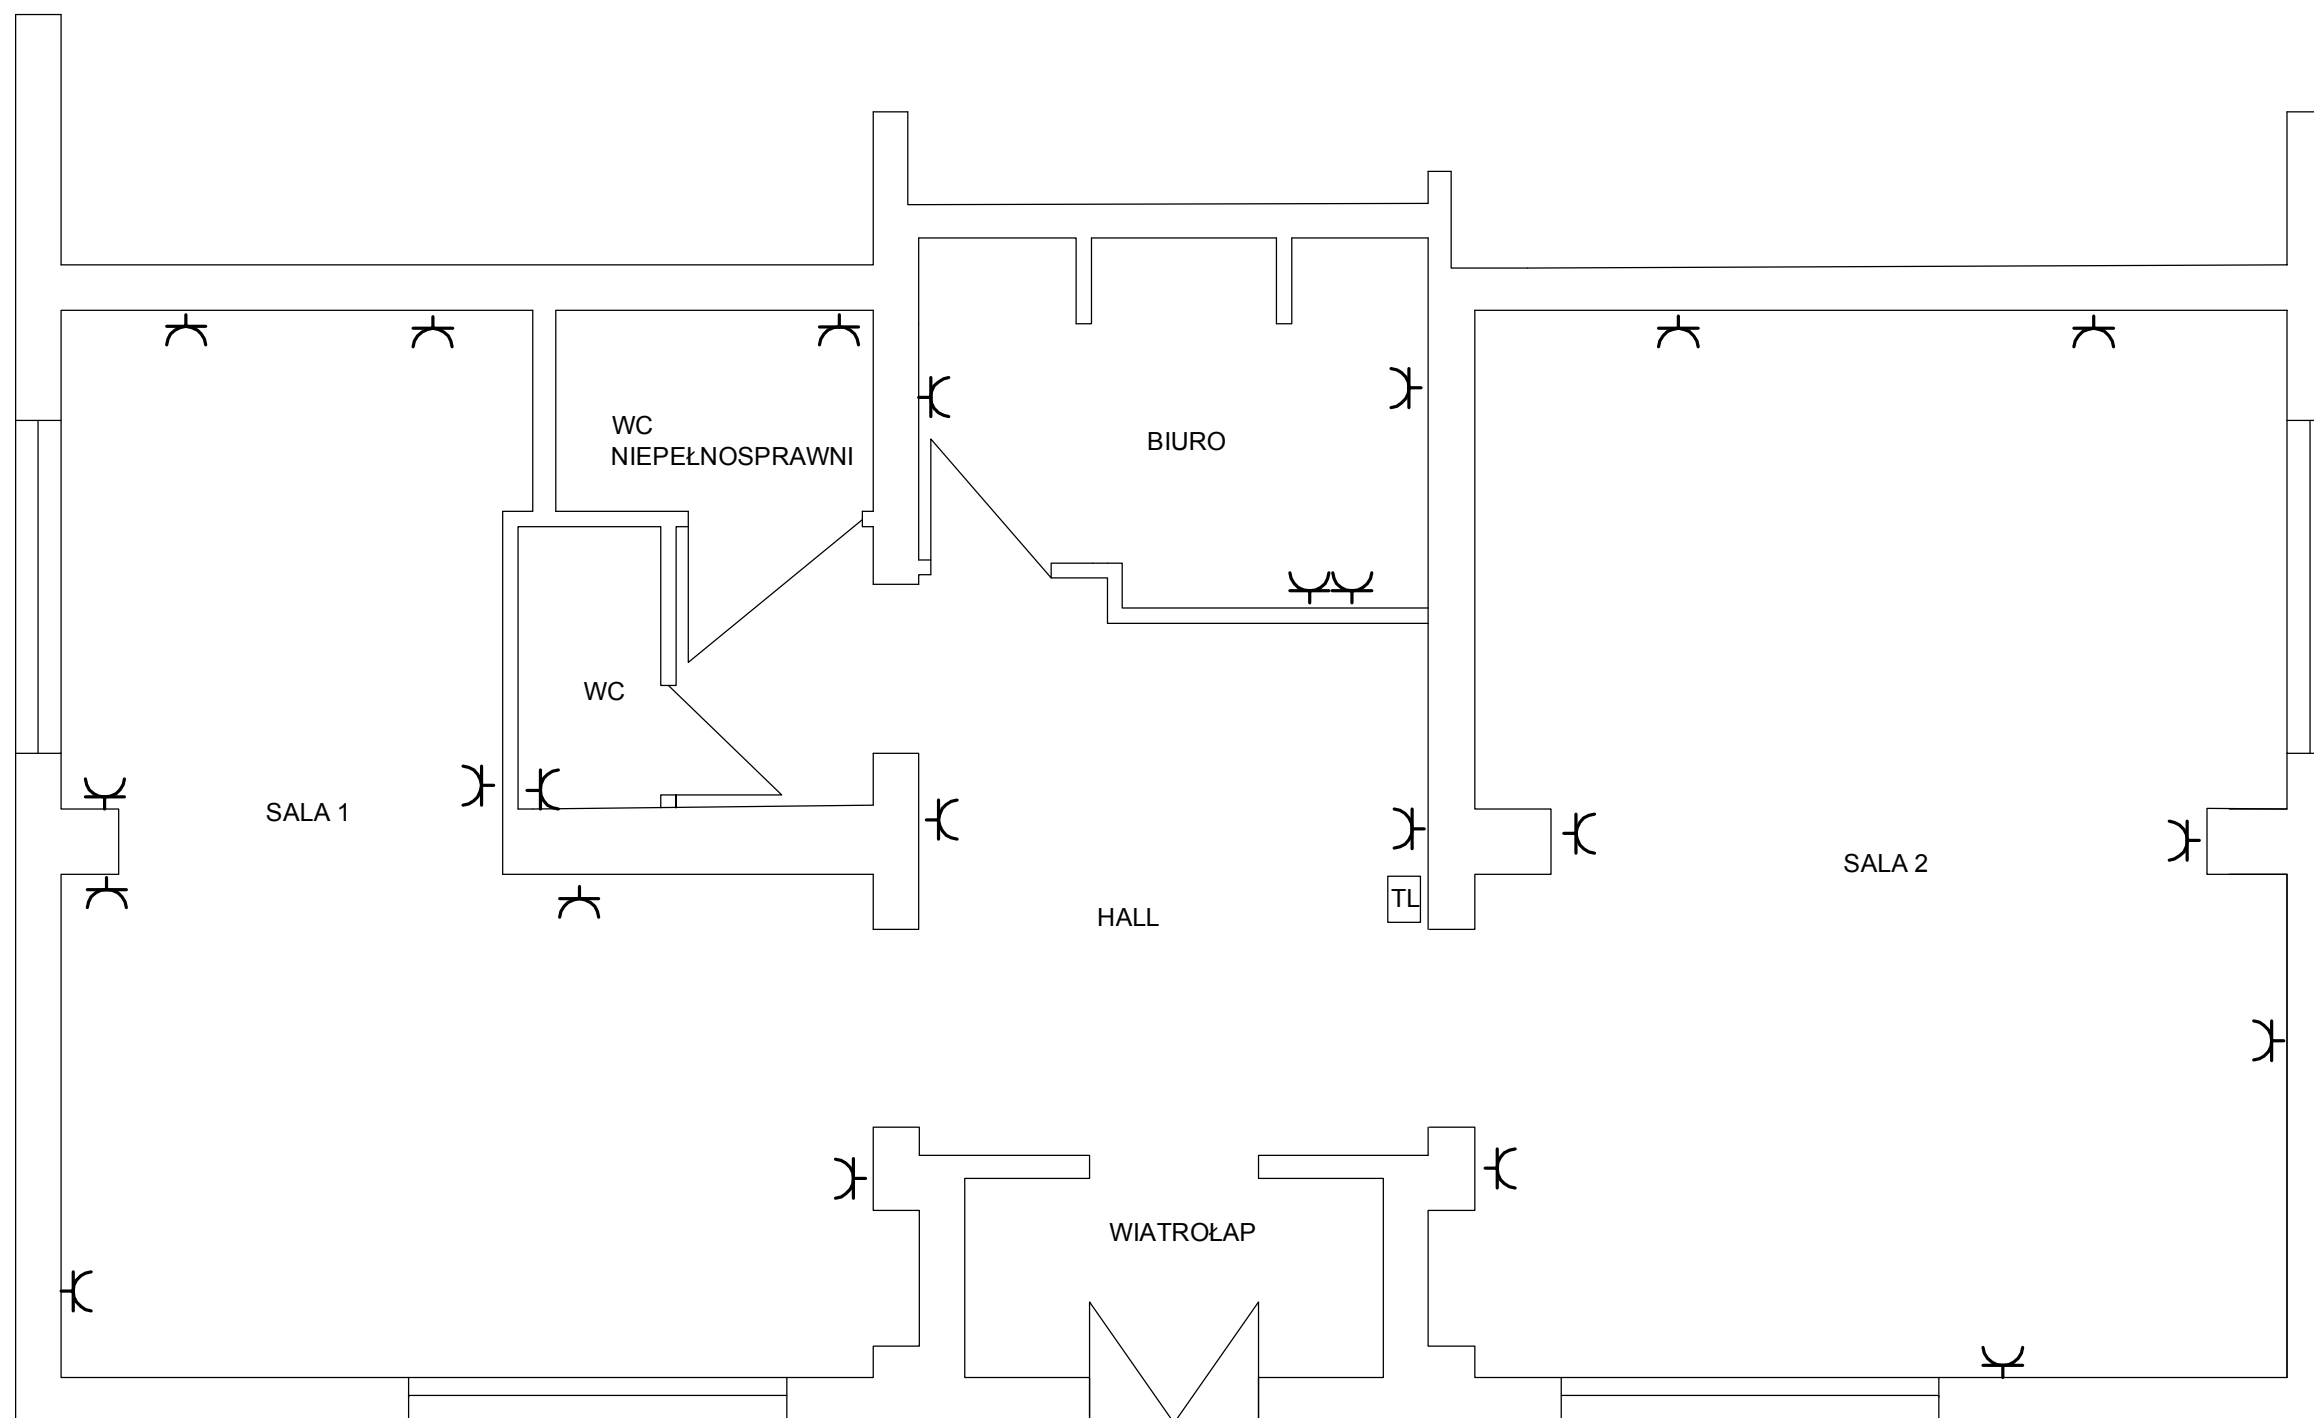 WC
NIEPEŁNOSPRAWNI
BIURO
WC
SALA 1
SALA 2
TL
HALL
WIATROŁAP